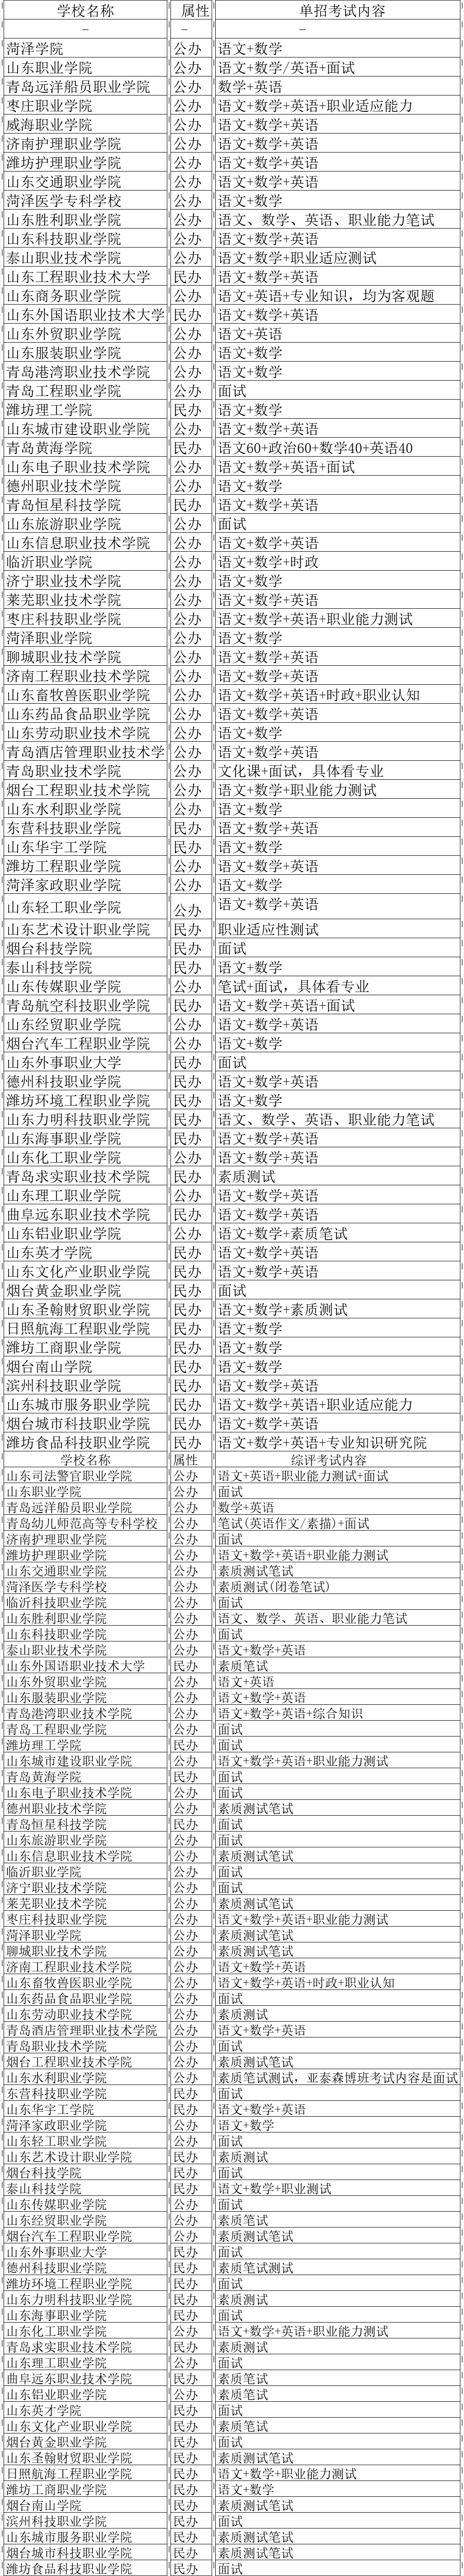 学校名称 属性 单招考试内容
- - -
菏泽学院 公办 语文+数学
山东职业学院 公办 语文+数学/英语+面试
青岛远洋船员职业学院 公办 数学+英语
枣庄职业学院 公办 语文+数学+英语+职业适应能力
威海职业学院 公办 语文+数学+英语
济南护理职业学院 公办 语文+数学+英语
潍坊护理职业学院 公办 语文+数学+英语
山东交通职业学院 公办 语文+数学+英语
菏泽医学专科学校 公办 语文+数学
山东胜利职业学院 公办 语文、数学、英语、职业能力笔试
山东科技职业学院 公办 语文+数学+英语
泰山职业技术学院 公办 语文+数学+职业适应测试
山东工程职业技术大学 民办 语文+数学+英语
山东商务职业学院 公办 语文+英语+专业知识，均为客观题
山东外国语职业技术大学 民办 语文+数学+英语
山东外贸职业学院 公办 语文+英语
山东服装职业学院 公办 语文+数学
青岛港湾职业技术学院 公办 语文+数学
青岛工程职业学院 公办 面试
潍坊理工学院 民办 语文+数学
山东城市建设职业学院 公办 语文+数学+英语
青岛黄海学院 民办 语文60+政治60+数学40+英语40
山东电子职业技术学院 公办 语文+数学+英语+面试
德州职业技术学院 公办 语文+数学
青岛恒星科技学院 民办 语文+数学+英语
山东旅游职业学院 公办 面试
山东信息职业技术学院 公办 语文+数学+英语
临沂职业学院 公办 语文+数学+时政
济宁职业技术学院 公办 语文+数学
莱芜职业技术学院 公办 语文+数学+英语
枣庄科技职业学院 公办 语文+数学+英语+职业能力测试
菏泽职业学院 公办 语文+数学
聊城职业技术学院 公办 语文+数学+英语
济南工程职业技术学院 公办 语文+数学+英语
山东畜牧兽医职业学院 公办 语文+数学+英语+时政+职业认知
山东药品食品职业学院 公办 语文+数学+英语
山东劳动职业技术学院 公办 语文+数学
青岛酒店管理职业技术学 公办 语文+数学+英语
青岛职业技术学院 公办 文化课+面试，具体看专业
烟台工程职业技术学院 公办 语文+数学+职业能力测试
山东水利职业学院 公办 语文+数学
东营科技职业学院 民办 语文+数学+英语
山东华宇工学院 民办 语文+数学
潍坊工程职业学院 公办 语文+数学+英语
菏泽家政职业学院 公办 语文+数学
山东轻工职业学院 公办 语文+数学+英语
山东艺术设计职业学院 民办 职业适应性测试
烟台科技学院 民办 面试
泰山科技学院 民办 语文+数学
山东传媒职业学院 公办 笔试+面试，具体看专业
青岛航空科技职业学院 民办 语文+数学+英语+面试
山东经贸职业学院 公办 语文+数学+英语
烟台汽车工程职业学院 公办 语文+数学
山东外事职业大学 民办 面试
德州科技职业学院 民办 语文+数学+英语
潍坊环境工程职业学院 民办 语文+数学
山东力明科技职业学院 民办 语文、数学、英语、职业能力笔试
山东海事职业学院 民办 语文+数学+英语
山东化工职业学院 公办 语文+数学+英语
青岛求实职业技术学院 民办 素质测试
山东理工职业学院 公办 语文+数学+英语
曲阜远东职业技术学院 民办 语文+数学+英语
山东铝业职业学院 公办 语文+数学+素质笔试
山东英才学院 民办 语文+数学+英语
山东文化产业职业学院 民办 语文+数学+英语
烟台黄金职业学院 民办 面试
山东圣翰财贸职业学院 民办 语文+数学+素质测试
日照航海工程职业学院 民办 语文+数学
潍坊工商职业学院 民办 语文+数学
烟台南山学院 民办 语文+数学
滨州科技职业学院 民办 语文+数学+英语
山东城市服务职业学院 民办 语文+数学+英语+职业适应能力
烟台城市科技职业学院 民办 语文+数学+英语
潍坊食品科技职业学院 民办 语文+数学+英语+专业知识研究院
学校名称 属性 综评考试内容
山东司法警官职业学院 公办 语文+英语+职业能力测试+面试
山东职业学院 公办 面试
青岛远洋船员职业学院 公办 数学+英语
青岛幼儿师范高等专科学校 公办 笔试(英语作文/素描)+面试
济南护理职业学院 公办 面试
潍坊护理职业学院 公办 语文+数学+英语+职业能力测试
山东交通职业学院 公办 素质测试笔试
菏泽医学专科学校 公办 素质测试(闭卷笔试)
临沂科技职业学院 公办 面试
山东胜利职业学院 公办 语文、数学、英语、职业能力笔试
山东科技职业学院 公办 面试
泰山职业技术学院 公办 语文+数学+英语
山东外国语职业技术大学 民办 素质笔试
山东外贸职业学院 公办 语文+英语
山东服装职业学院 公办 语文+数学+英语
青岛港湾职业技术学院 公办 语文+数学+英语+综合知识
青岛工程职业学院 公办 面试
潍坊理工学院 民办 面试
山东城市建设职业学院 公办 语文+数学+英语+职业能力测试
青岛黄海学院 民办 面试
山东电子职业技术学院 公办 面试
德州职业技术学院 公办 素质测试笔试
青岛恒星科技学院 民办 面试
山东旅游职业学院 公办 面试
山东信息职业技术学院 公办 素质测试笔试
临沂职业学院 公办 面试
济宁职业技术学院 公办 面试
莱芜职业技术学院 公办 素质测试笔试
枣庄科技职业学院 公办 语文+数学+英语+职业能力测试
菏泽职业学院 公办 素质测试笔试
聊城职业技术学院 公办 素质测试笔试
济南工程职业技术学院 公办 语文+数学+英语
山东畜牧兽医职业学院 公办 语文+数学+英语+时政+职业认知
山东药品食品职业学院 公办 面试
山东劳动职业技术学院 公办 素质测试
青岛酒店管理职业技术学院 公办 语文+数学+英语
青岛职业技术学院 公办 面试
烟台工程职业技术学院 公办 素质测试笔试
山东水利职业学院 公办 素质笔试测试，亚泰森博班考试内容是面试
东营科技职业学院 民办 面试
山东华宇工学院 民办 语文+数学+英语
菏泽家政职业学院 公办 语文+数学
山东轻工职业学院 公办 面试
山东艺术设计职业学院 民办 素质测试
烟台科技学院 民办 面试
泰山科技学院 民办 语文+数学+职业测试
山东传媒职业学院 公办 面试
山东经贸职业学院 公办 素质笔试
烟台汽车工程职业学院 公办 素质测试笔试
山东外事职业大学 民办 面试
德州科技职业学院 民办 素质笔试测试
潍坊环境工程职业学院 民办 面试
山东力明科技职业学院 民办 素质测试
山东海事职业学院 民办 面试
山东化工职业学院 公办 语文+数学+英语+职业能力测试
青岛求实职业技术学院 民办 素质测试
山东理工职业学院 公办 面试
曲阜远东职业技术学院 民办 素质笔试
山东铝业职业学院 公办 素质笔试
山东英才学院 民办 面试
山东文化产业职业学院 民办 素质笔试
烟台黄金职业学院 民办 面试
山东圣翰财贸职业学院 民办 素质测试笔试
日照航海工程职业学院 民办 语文+数学+职业能力测试
潍坊工商职业学院 民办 语文+数学
烟台南山学院 民办 素质测试笔试
滨州科技职业学院 民办 面试
山东城市服务职业学院 民办 素质测试笔试
烟台城市科技职业学院 民办 素质测试笔试
潍坊食品科技职业学院 民办 面试